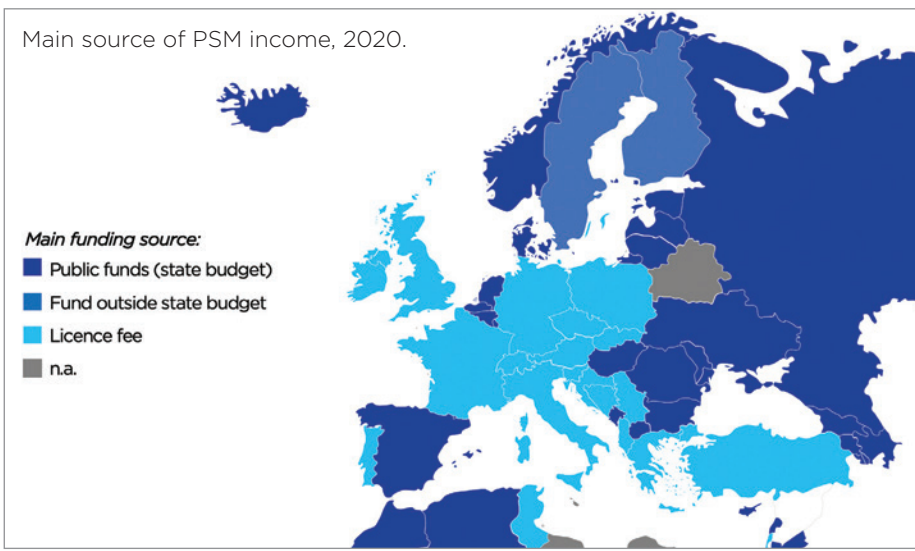 Main source of PSM income, 2020.
Main funding source:
Public funds (state budget)
Fund outside state budget
Licence fee
n.a.